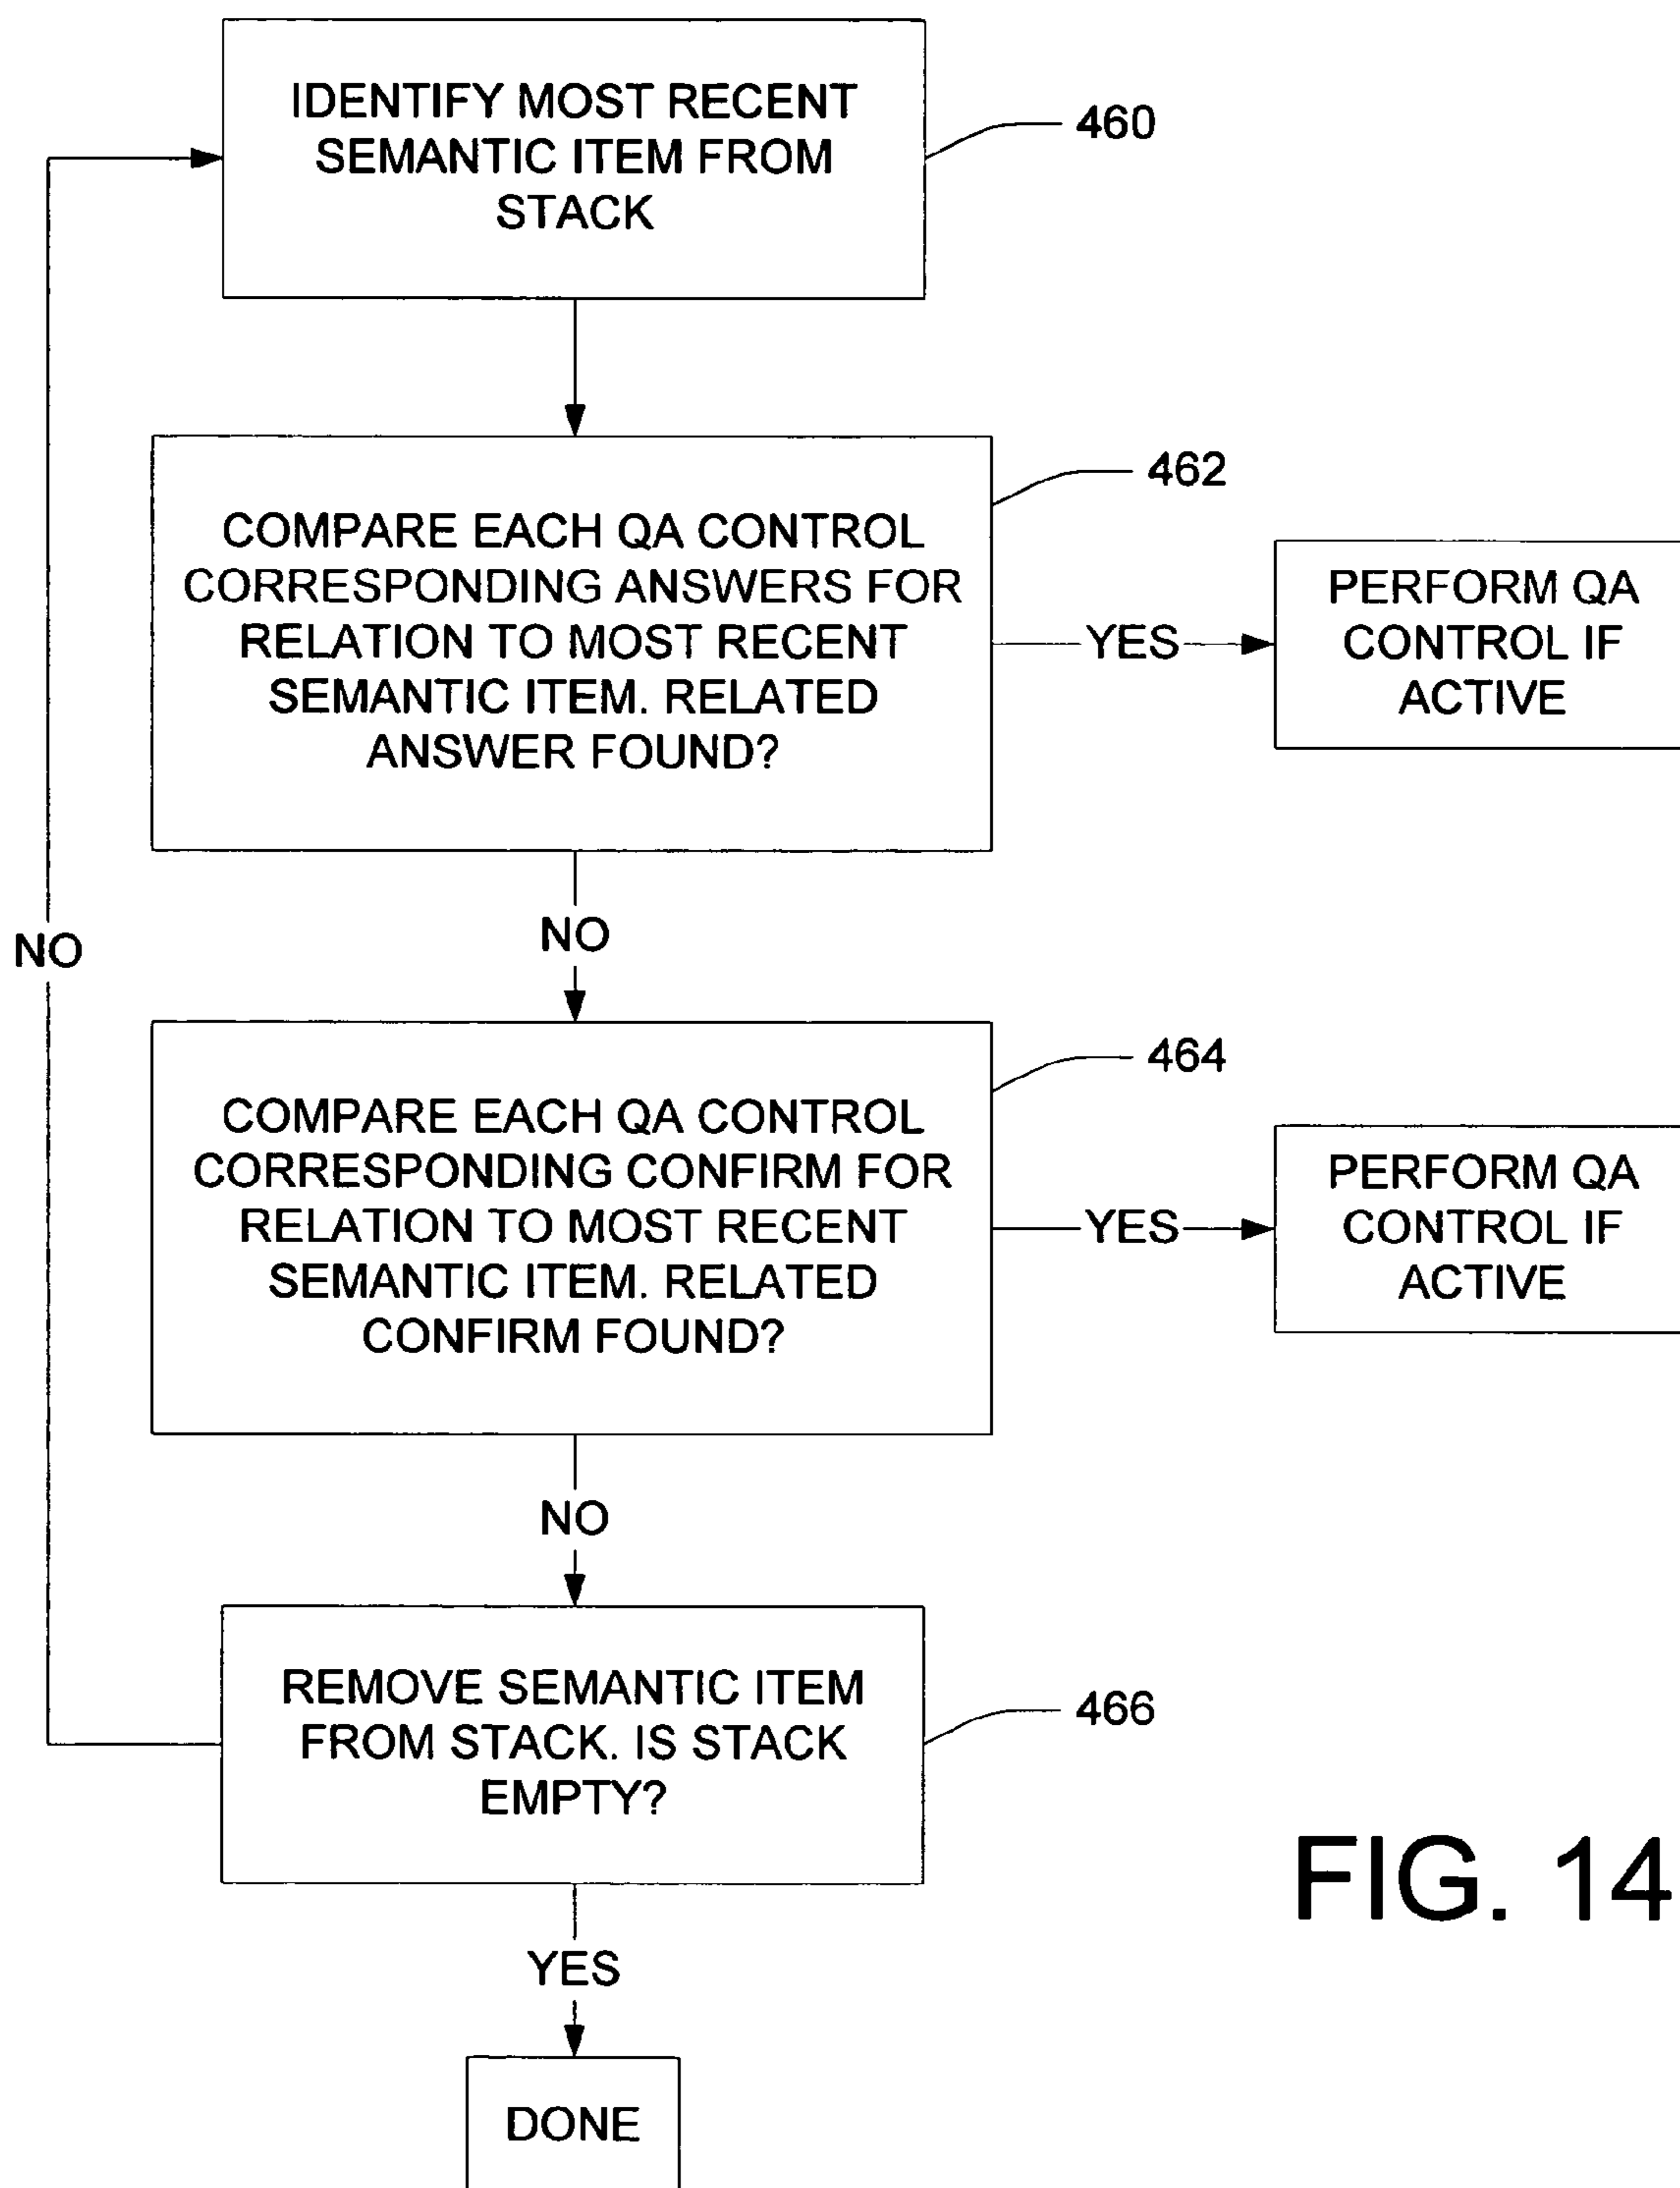 IDENTIFY MOST RECENT
SEMANTIC ITEM FROM
STACK
460
462
COMPARE EACH QA CONTROL
CORRESPONDING ANSWERS FOR
RELATION TO MOST RECENT
SEMANTIC ITEM. RELATED
ANSWER FOUND?
YES
PERFORM QA
CONTROL IF
ACTIVE
NO
NO
464
COMPARE EACH QA CONTROL
CORRESPONDING CONFIRM FOR
RELATION TO MOST RECENT
SEMANTIC ITEM. RELATED
CONFIRM FOUND?
YES
PERFORM QA
CONTROL IF
ACTIVE
NO
REMOVE SEMANTIC ITEM
FROM STACK. IS STACK
EMPTY?
466
YES
DONE
FIG. 14